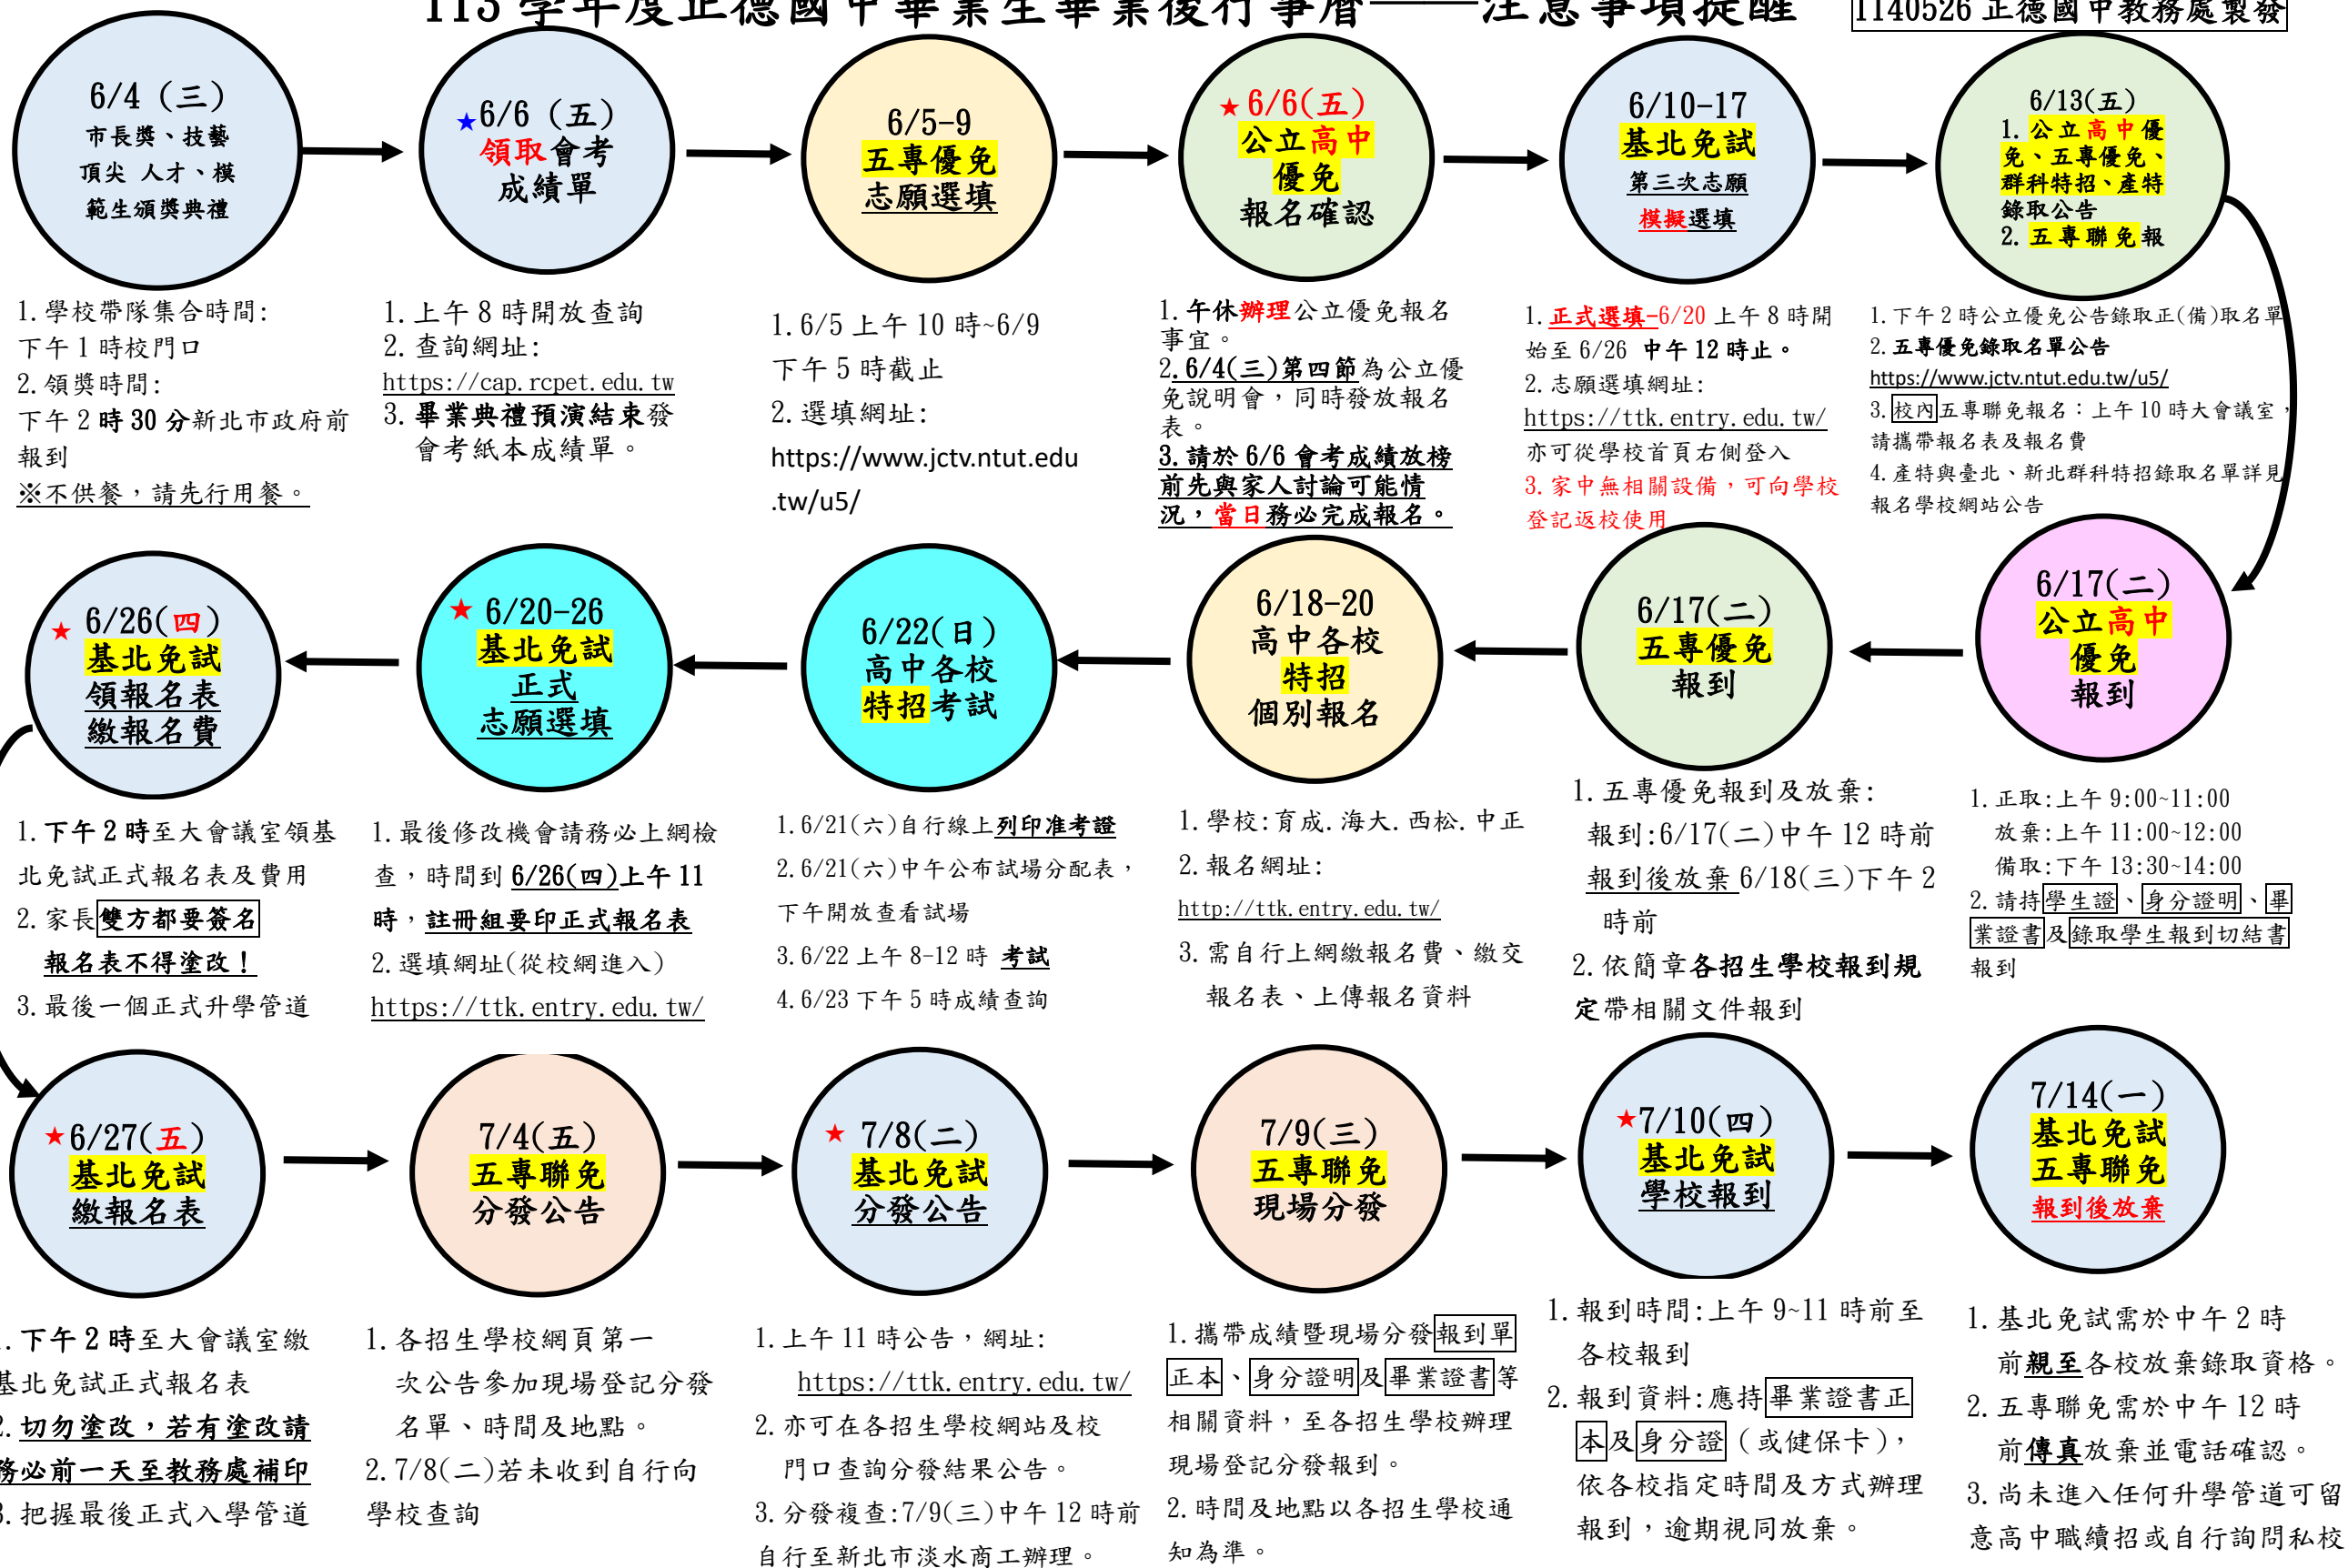 113 學年度正德國中畢業生畢業後行事曆——注意事項提醒
1140526 正德國中教務處製發
6/4 (三)
市長獎、技藝
頂尖 人才、模
範生頒獎典禮
1.學校帶隊集合時間:
下午 1 時校門口
2.領獎時間:
下午 2 時 30 分新北市政府前
報到
※不供餐，請先行用餐。
★6/6 (五)
領取會考
成績單
1.上午 8 時開放查詢
2.查詢網址:
https://cap.rcpet.edu.tw
3.畢業典禮預演結束發
會考紙本成績單。
6/5-9
五專優免
志願選填
1.6/5 上午 10 時~6/9
下午 5 時截止
2.選填網址:
https://www.jctv.ntut.edu
.tw/u5/
★6/6(五)
公立高中
優免
報名確認
1.午休辦理公立優免報名
事宜。
2.6/4(三)第四節為公立優
免說明會，同時發放報名
表。
3.請於 6/6 會考成績放榜
前先與家人討論可能情
況，當日務必完成報名。
6/10-17
基北免試
第三次志願
模擬選填
1.正式選填-6/20 上午 8 時開
始至 6/26 中午 12 時止。
2.志願選填網址:
https://ttk.entry.edu.tw/
亦可從學校首頁右側登入
3.家中無相關設備，可向學校
登記返校使用
6/13(五)
1.公立高中優
免、五專優免、
群科特招、產特
錄取公告
2.五專聯免報
1.下午 2 時公立優免公告錄取正(備)取名單
2.五專優免錄取名單公告
https://www.jctv.ntut.edu.tw/u5/
3.校內五專聯免報名：上午 10 時大會議室，
請攜帶報名表及報名費
4.產特與臺北、新北群科特招錄取名單詳見
報名學校網站公告
★ 6/26(四)
基北免試
領報名表
繳報名費
1.下午 2 時至大會議室領基
北免試正式報名表及費用
2.家長雙方都要簽名
報名表不得塗改！
3.最後一個正式升學管道
★ 6/20-26
基北免試
正式
志願選填
1.最後修改機會請務必上網檢
查，時間到 6/26(四)上午 11
時，註冊組要印正式報名表
2.選填網址(從校網進入)
https://ttk.entry.edu.tw/
6/22(日)
高中各校
特招考試
1.6/21(六)自行線上列印准考證
2.6/21(六)中午公布試場分配表，
下午開放查看試場
3.6/22 上午 8-12 時 考試
4.6/23 下午 5 時成績查詢
6/18-20
高中各校
特招
個別報名
1.學校:育成.海大.西松.中正
2.報名網址:
http://ttk.entry.edu.tw/
3.需自行上網繳報名費、繳交
報名表、上傳報名資料
6/17(二)
五專優免
報到
1.五專優免報到及放棄:
報到:6/17(二)中午 12 時前
報到後放棄 6/18(三)下午 2
時前
2.依簡章各招生學校報到規
定帶相關文件報到
6/17(二)
公立高中
優免
報到
1.正取:上午 9:00~11:00
放棄:上午 11:00~12:00
備取:下午 13:30~14:00
2.請持學生證、身分證明、畢
業證書及錄取學生報到切結書
報到
★6/27(五)
基北免試
繳報名表
1.下午 2 時至大會議室繳
基北免試正式報名表
2.切勿塗改，若有塗改請
務必前一天至教務處補印
3.把握最後正式入學管道
7/4(五)
五專聯免
分發公告
1.各招生學校網頁第一
次公告參加現場登記分發
名單、時間及地點。
2.7/8(二)若未收到自行向
學校查詢
★ 7/8(二)
基北免試
分發公告
1.上午 11 時公告，網址:
https://ttk.entry.edu.tw/
2.亦可在各招生學校網站及校
門口查詢分發結果公告。
3.分發複查:7/9(三)中午 12 時前
自行至新北市淡水商工辦理。
7/9(三)
五專聯免
現場分發
1.攜帶成績暨現場分發報到單
正本、身分證明及畢業證書等
相關資料，至各招生學校辦理
現場登記分發報到。
2.時間及地點以各招生學校通
知為準。
★7/10(四)
基北免試
學校報到
1.報到時間:上午 9~11 時前至
各校報到
2.報到資料:應持畢業證書正
本及身分證（或健保卡），
依各校指定時間及方式辦理
報到，逾期視同放棄。
7/14(一)
基北免試
五專聯免
報到後放棄
1.基北免試需於中午 2 時
前親至各校放棄錄取資格。
2.五專聯免需於中午 12 時
前傳真放棄並電話確認。
3.尚未進入任何升學管道可留
意高中職續招或自行詢問私校